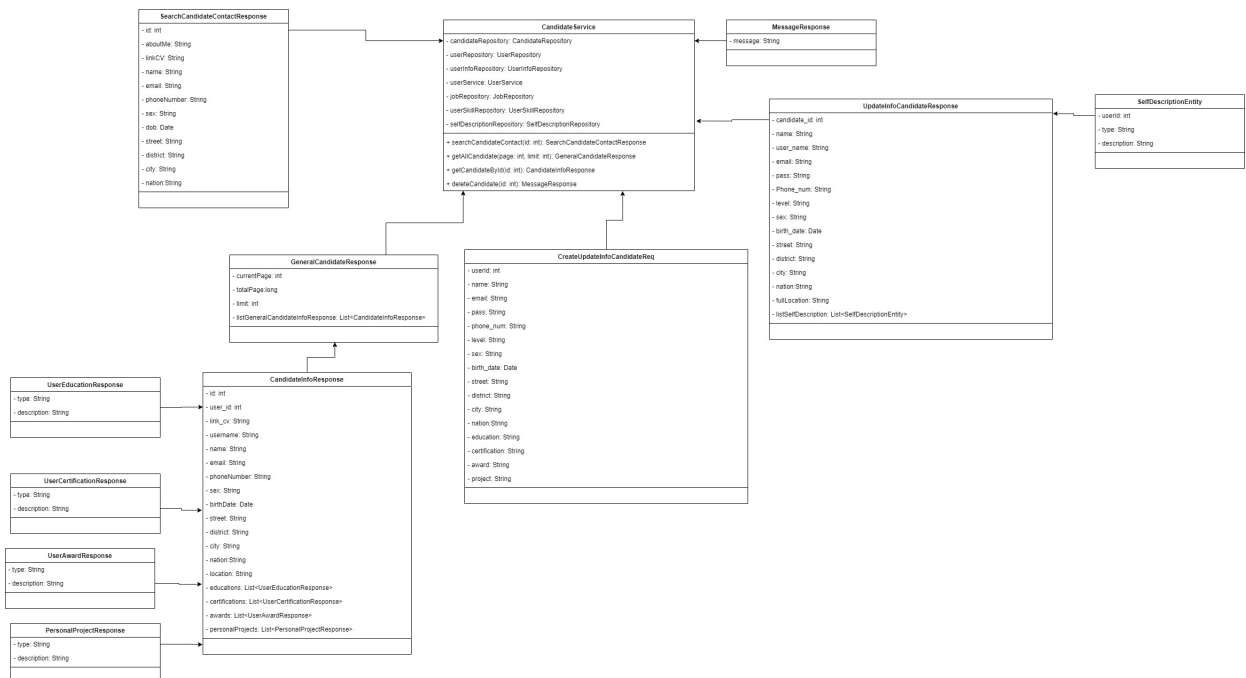 SearchCandidateContactResponse
- id: int
- aboutMe: String
- linkCV: String
- name: String
- email: String
- phoneNumber: String
- sex: String
- dob: Date
- street: String
- district: String
- city: String
- nation:String
CandidateService
- candidateRepository: CandidateRepository
- userRepository: UserRepository
- userInfoRepository: UserInfoRepository
- userService: UserService
- jobRepository: JobRepository
- userSkillRepository: UserSkillRepository
- selfDescriptionRepository: SelfDescriptionRepository
+ searchCandidateContact(id: int): SearchCandidateContactResponse
+ getAllCandidate(page: int, limit: int): GeneralCandidateResponse
+ getCandidateById(id: int): CandidateInfoResponse
+ deleteCandidate(id: int): MessageResponse
MessageResponse
- message: String
UpdateInfoCandidateResponse
- candidate_id: int
- name: String
- user_name: String
- email: String
- pass: String
- Phone_num: String
- level: String
- sex: String
- birth_date: Date
- street: String
- district: String
- city: String
- nation:String
- fullLocation: String
- listSelfDescription: List<SelfDescriptionEntity>
SelfDescriptionEntity
- userId: int
- type: String
- description: String
GeneralCandidateResponse
- currentPage: int
- totalPage:long
- limit: int
- listGeneralCandidateInfoResponse: List<CandidateInfoResponse>
CreateUpdateInfoCandidateReq
- userId: int
- name: String
- email: String
- pass: String
- phone_num: String
- level: String
- sex: String
- birth_date: Date
- street: String
- district: String
- city: String
- nation:String
- education: String
- certification: String
- award: String
- project: String
UserEducationResponse
- type: String
- description: String
UserCertificationResponse
- type: String
- description: String
UserAwardResponse
- type: String
- description: String
PersonalProjectResponse
- type: String
- description: String
CandidateInfoResponse
- id: int
- user_id: int
- link_cv: String
- username: String
- name: String
- email: String
- phoneNumber: String
- sex: String
- birthDate: Date
- street: String
- district: String
- city: String
- nation:String
- location: String
- educations: List<UserEducationResponse>
- certifications: List<UserCertificationResponse>
- awards: List<UserAwardResponse>
- personalProjects: List<PersonalProjectResponse>